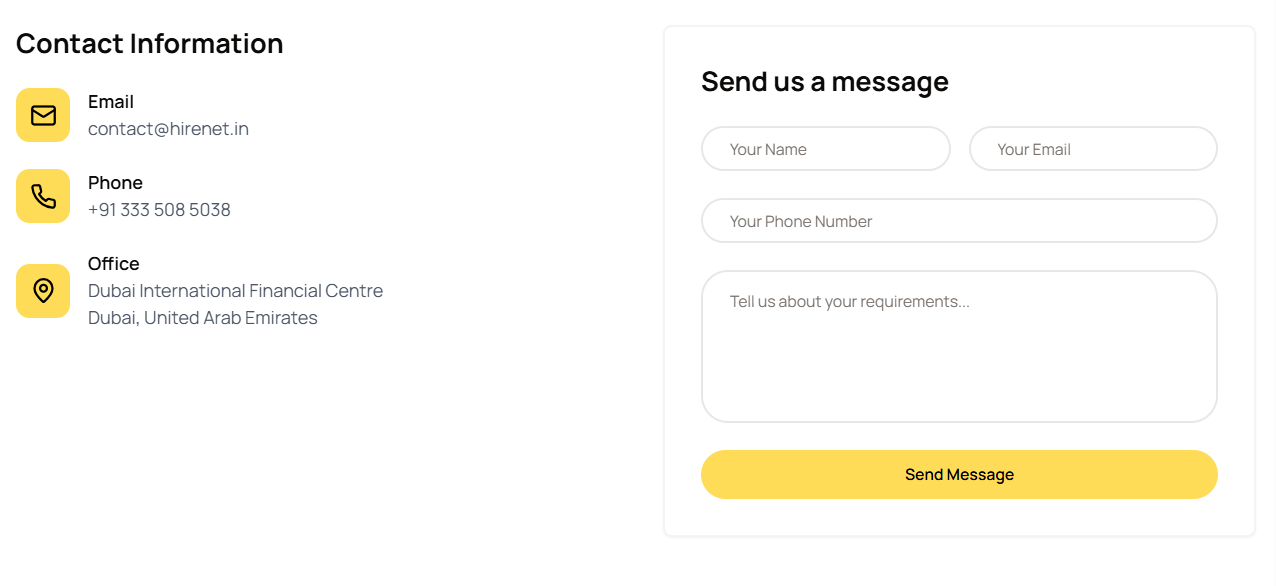 Contact Information
Email
contact@hirenet.in
Phone
+91 333 508 5038
Office
Dubai International Financial Centre
Dubai, United Arab Emirates
Send us a message
Your Name
Your Email
Your Phone Number
Tell us about your requirements...
Send Message